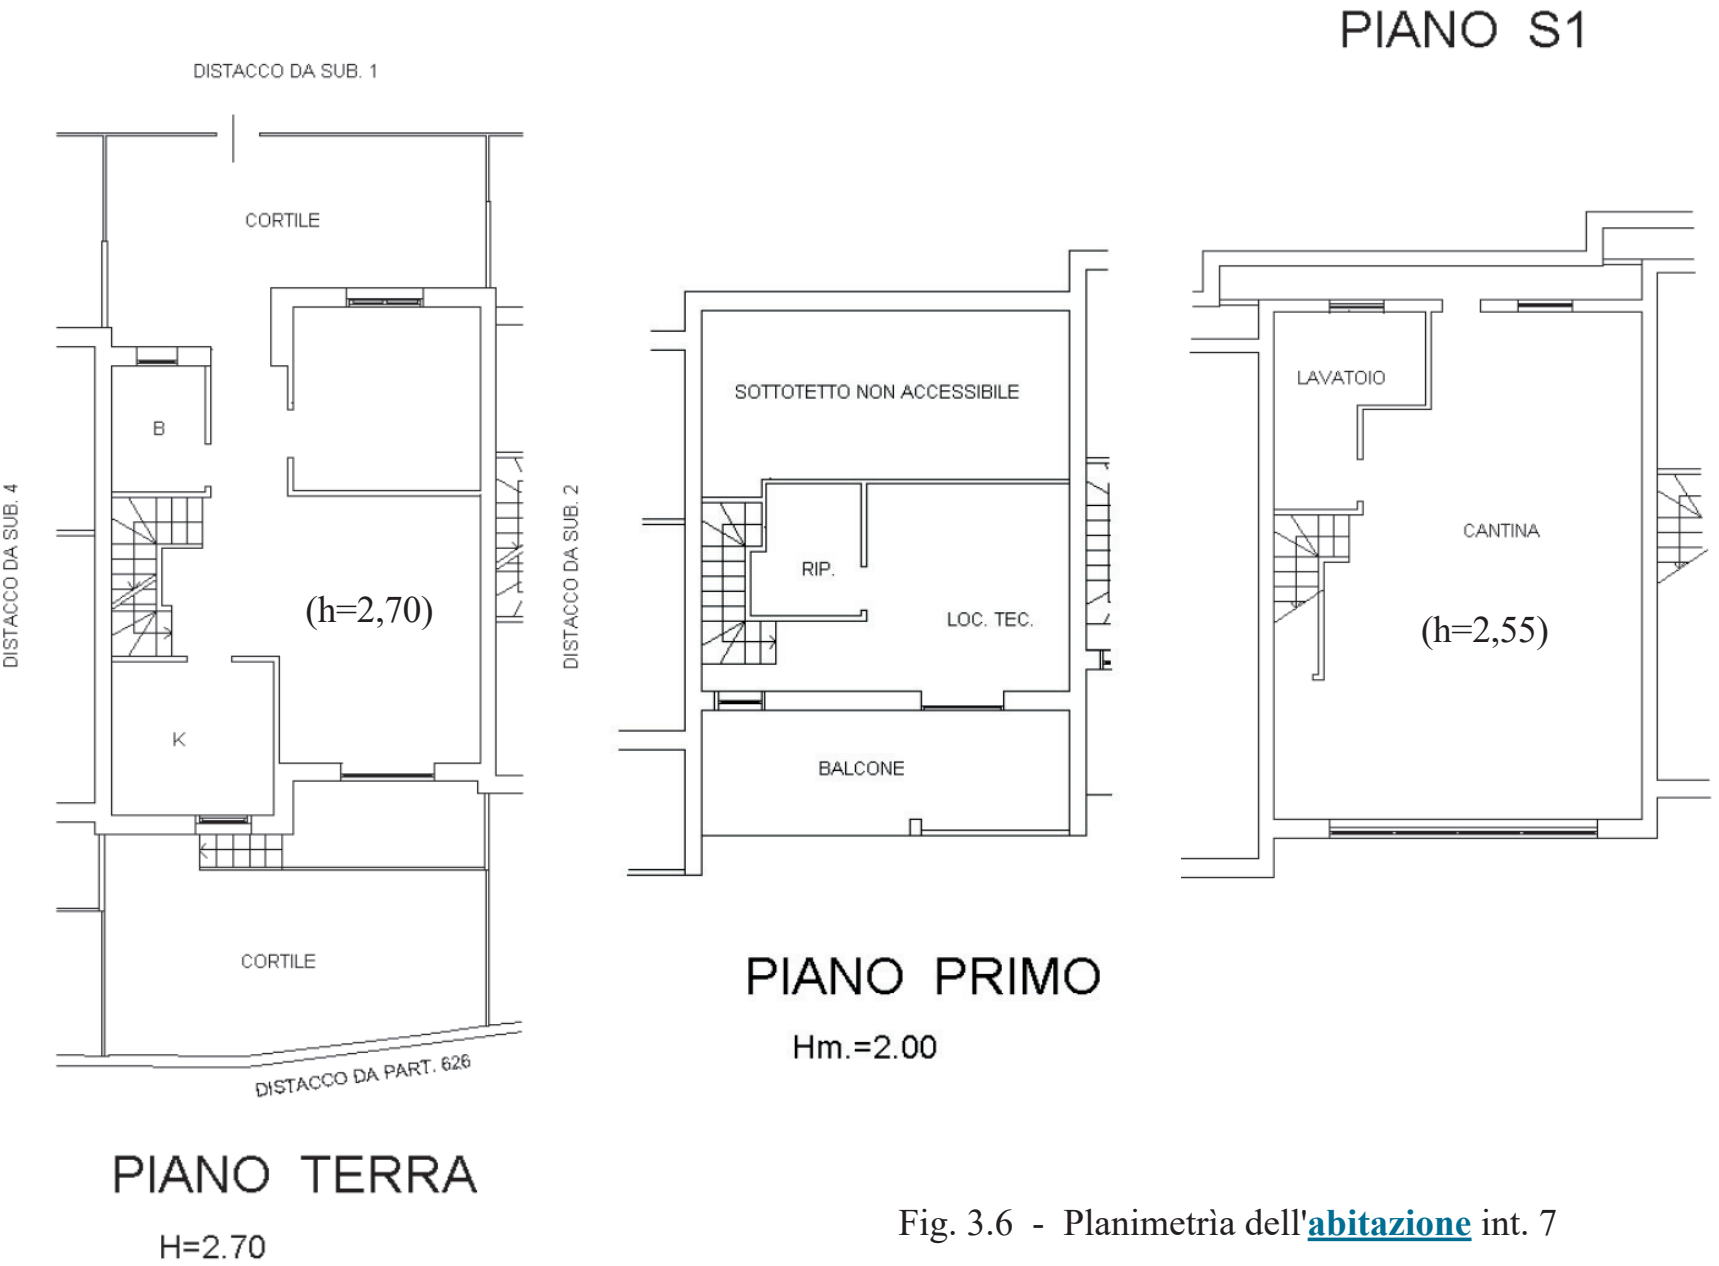 PIANO S1
DISTACCO DA SUB. 1
CORTILE
B
DISTACCO DA SUB. 4
(h=2,70)
K
CORTILE
DISTACCO DA PART. 626
PIANO TERRA
H=2.70
DISTACCO DA SUB. 2
SOTTOTETTO NON ACCESSIBILE
RIP.
LOC. TEC.
BALCONE
PIANO PRIMO
Hm.=2.00
LAVATOIO
CANTINA
(h=2,55)
Fig. 3.6 - Planimetrìa dell'abitazione int. 7